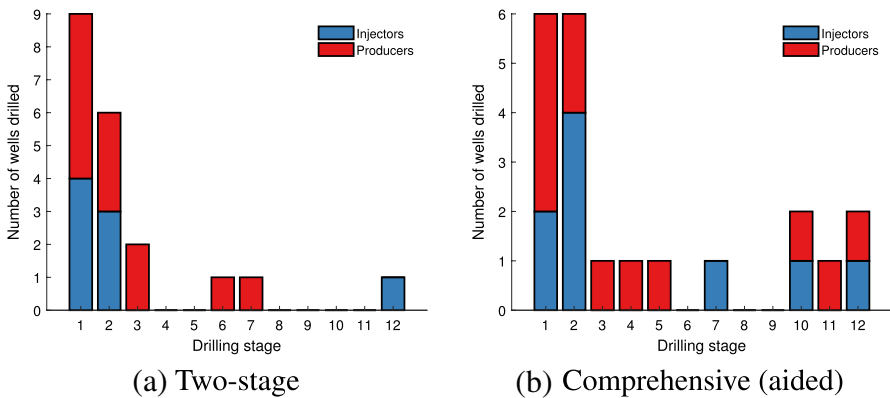 9
8
7
6
5
4
3
2
1
0
Number of wells drilled
Injectors
Producers
1 2 3 4 5 6 7 8 9 10 11 12
Drilling stage
(a) Two-stage
6
5
4
3
2
1
0
Number of wells drilled
Injectors
Producers
1 2 3 4 5 6 7 8 9 10 11 12
Drilling stage
(b) Comprehensive (aided)